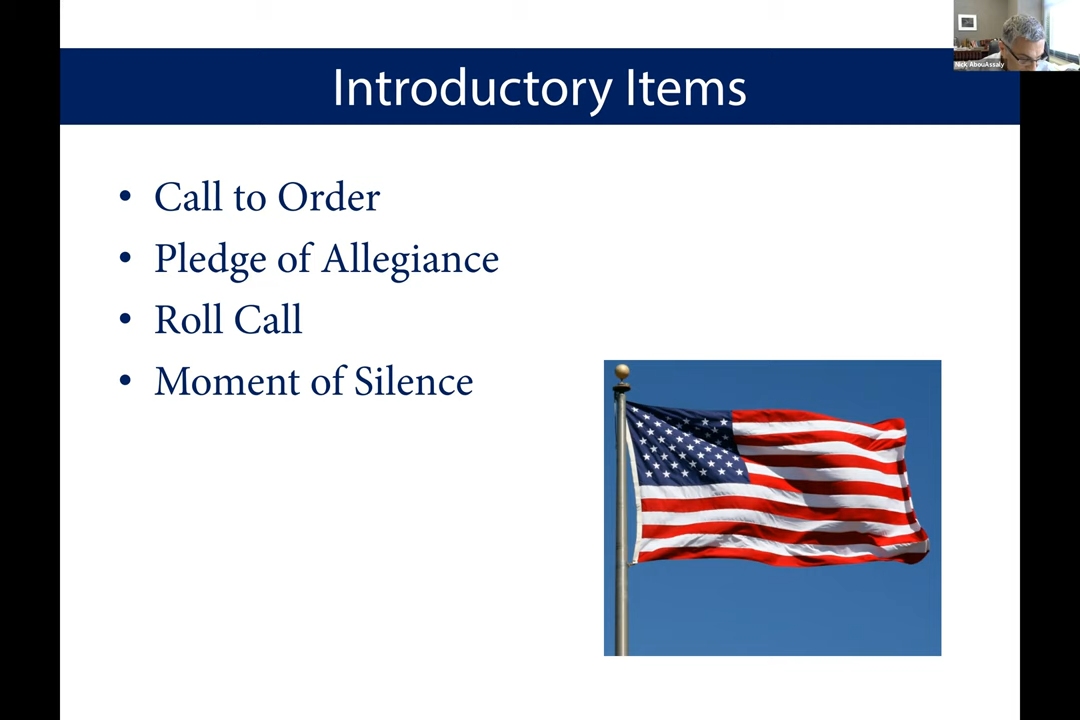 Introductory Items
Nick AbouAssaly
• Call to Order
• Pledge of Allegiance
• Roll Call
• Moment of Silence